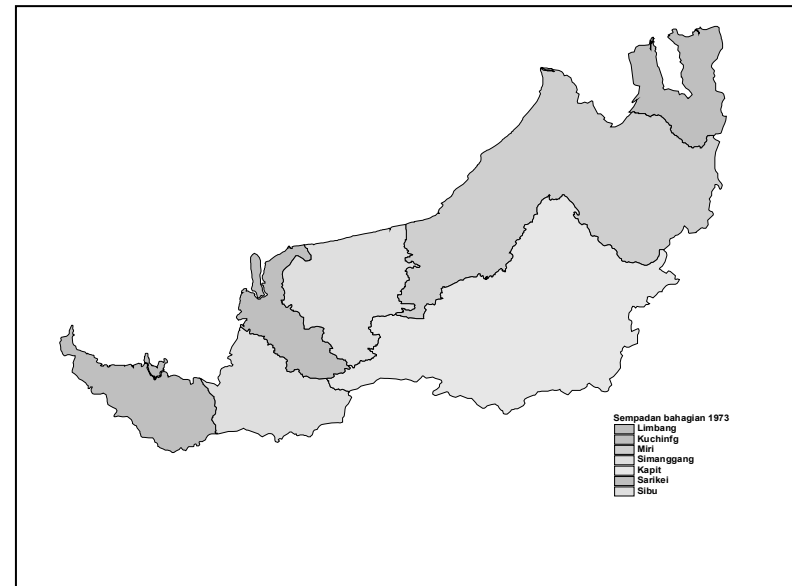 Sempadan bahagian 1973
Limbang
Kuchinfg
Miri
Simanggang
Kapit
Sarikei
Sibu